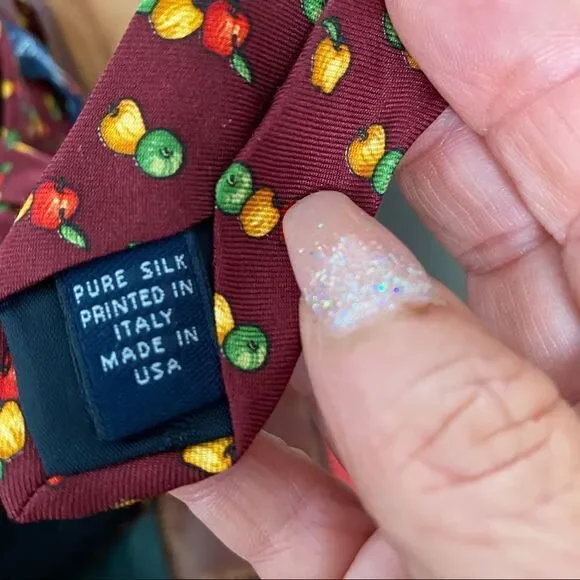 PURE SILK
PRINTED IN
ITALY
MADE IN
USA